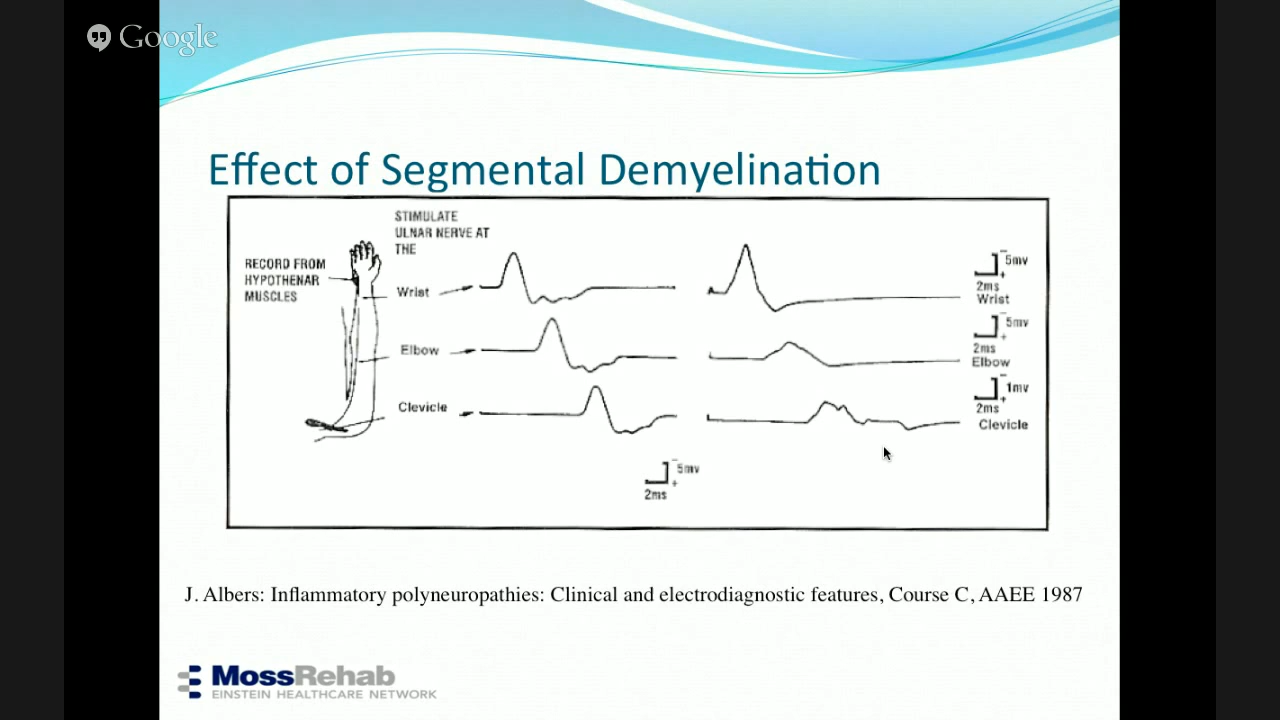 Google
Effect of Segmental Demyelination
STIMULATE
ULNAR NERVE AT
THE
RECORD FROM
HYPOTHENAR
MUSCLES
Wrist
5mv
+
2ms
Wrist
Elbow
5mv
+
2ms
Elbow
Clevicle
1mv
+
2ms
Clevicle
5mv
+
2ms
J. Albers: Inflammatory polyneuropathies: Clinical and electrodiagnostic features, Course C, AAEE 1987
MossRehab
EINSTEIN HEALTHCARE NETWORK